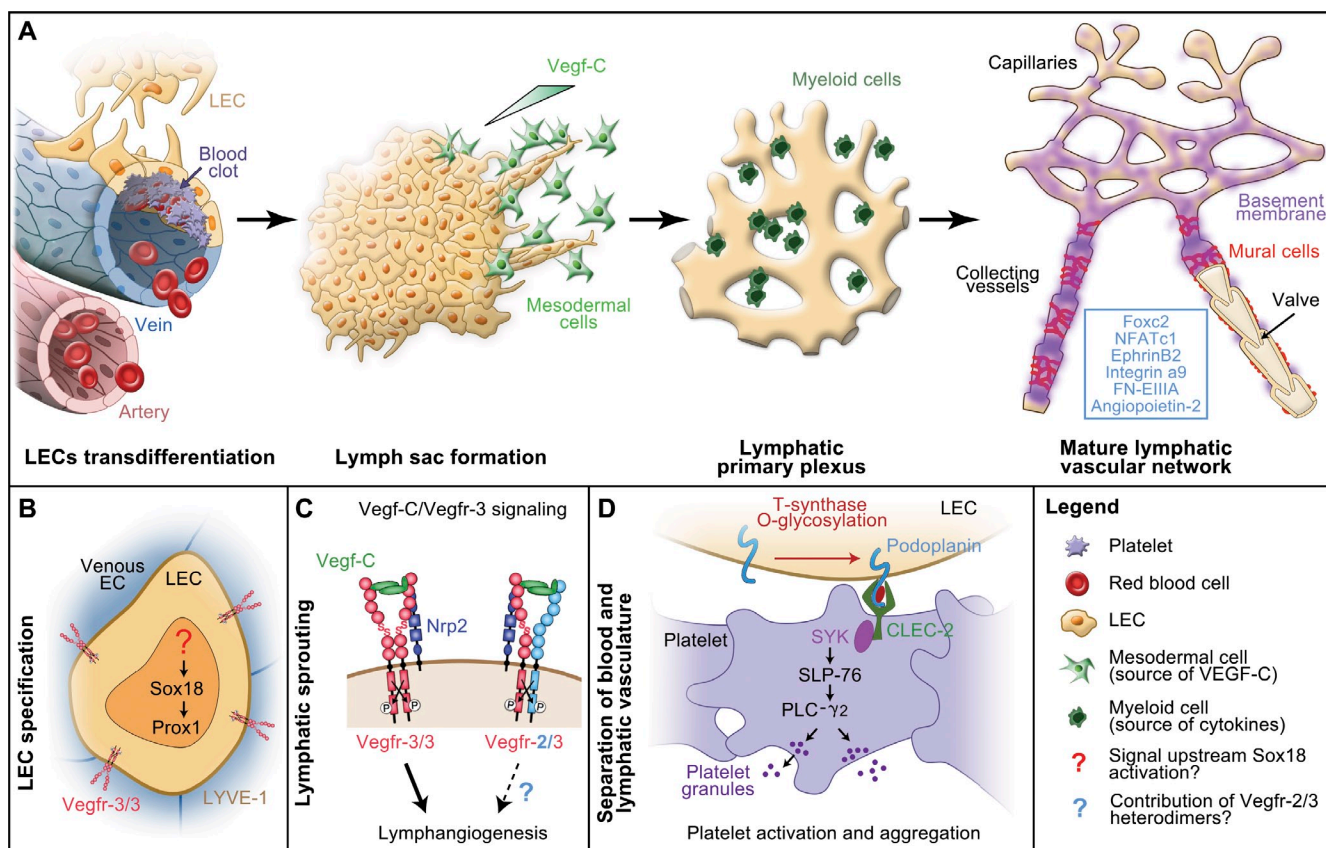 A
LEC
Blood
clot
Vein
Artery
LECs transdifferentiation
Vegf-C
Mesodermal
cells
Lymph sac formation
Myeloid cells
Lymphatic
primary plexus
Capillaries
Basement
membrane
Mural cells
Collecting
vessels
Valve
Foxc2
NFATc1
EphrinB2
Integrin a9
FN-EIIIA
Angiopoietin-2
Mature lymphatic
vascular network
B
LEC specification
Venous
EC
LEC
?
Sox18
Prox1
Vegfr-3/3
LYVE-1
C
Lymphatic sprouting
Vegf-C/Vegfr-3 signaling
Vegf-C
Nrp2
P
P
P
P
Vegfr-3/3
Vegfr-2/3
?
Lymphangiogenesis
D
Separation of blood and
lymphatic vasculature
T-synthase
O-glycosylation
LEC
Podoplanin
Platelet
SYK
CLEC-2
SLP-76
PLC-γ2
Platelet
granules
Platelet activation and aggregation
Legend
Platelet
Red blood cell
LEC
Mesodermal cell
(source of VEGF-C)
Myeloid cell
(source of cytokines)
? Signal upstream Sox18
activation?
? Contribution of Vegfr-2/3
heterodimers?